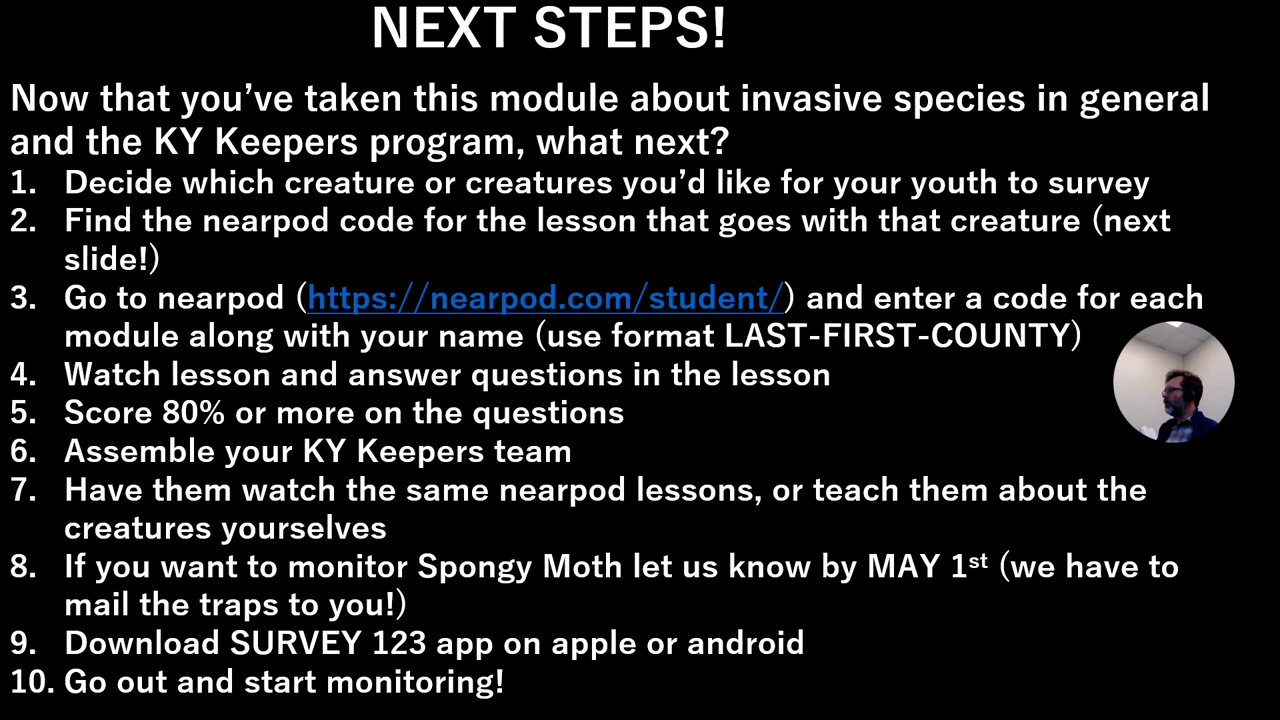 NEXT STEPS!
Now that you’ve taken this module about invasive species in general
and the KY Keepers program, what next?
1. Decide which creature or creatures you’d like for your youth to survey
2. Find the nearpod code for the lesson that goes with that creature (next
slide!)
3. Go to nearpod (https://nearpod.com/student/) and enter a code for each
module along with your name (use format LAST-FIRST-COUNTY)
4. Watch lesson and answer questions in the lesson
5. Score 80% or more on the questions
6. Assemble your KY Keepers team
7. Have them watch the same nearpod lessons, or teach them about the
creatures yourselves
8. If you want to monitor Spongy Moth let us know by MAY 1st (we have to
mail the traps to you!)
9. Download SURVEY 123 app on apple or android
10. Go out and start monitoring!